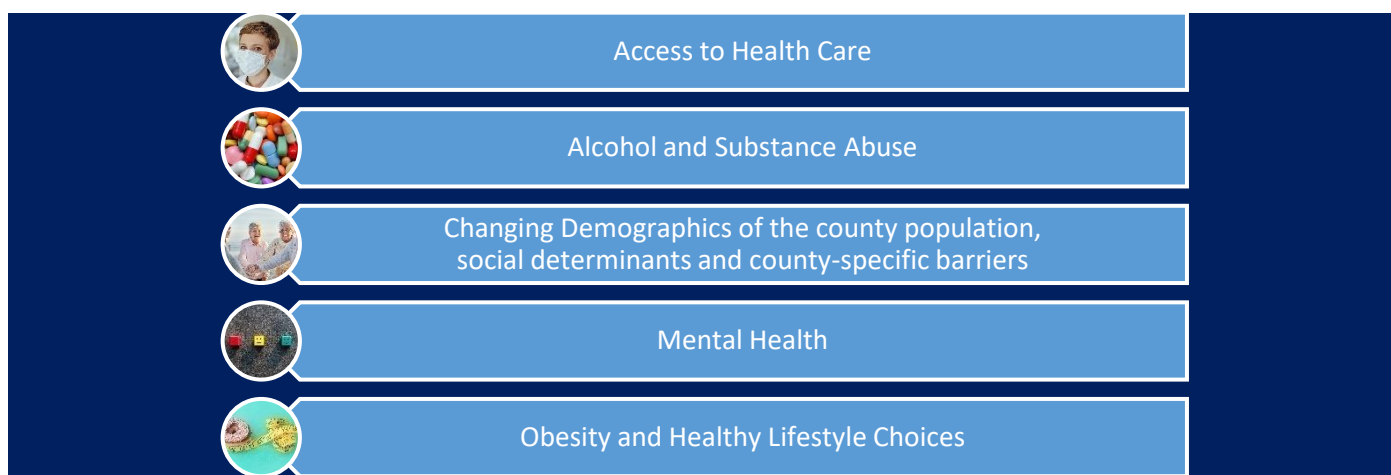 Access to Health Care
Alcohol and Substance Abuse
Changing Demographics of the county population,
social determinants and county-specific barriers
Mental Health
Obesity and Healthy Lifestyle Choices